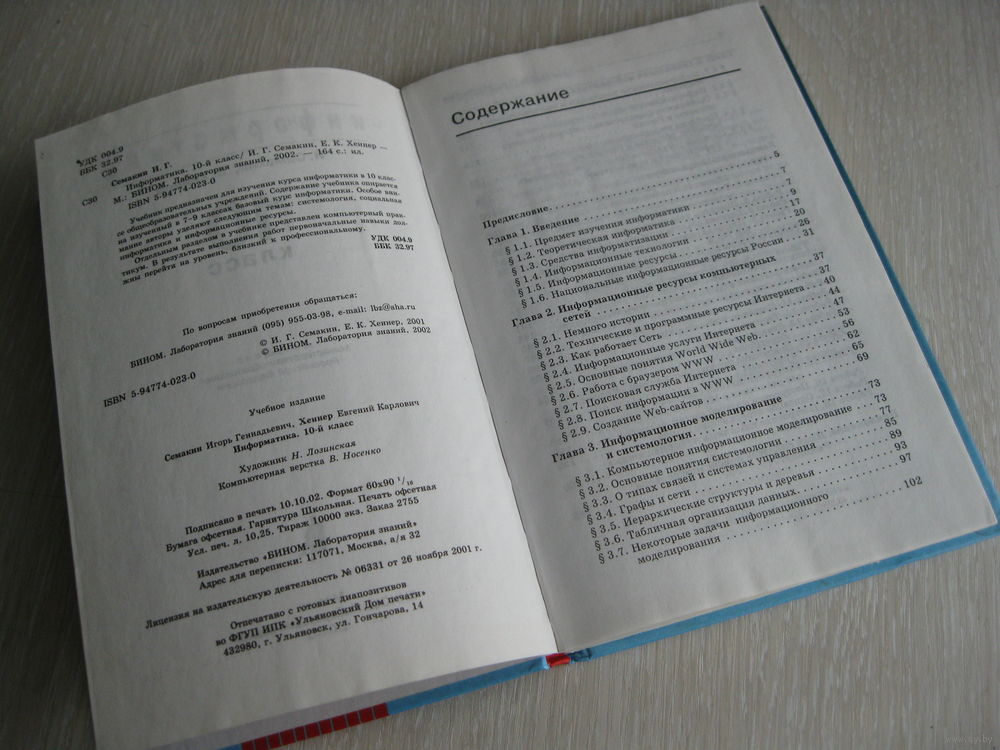 УДК 004.9
ББК 32.97
С30
Семакин И. Г.
С30 Информатика. 10-й класс/ И. Г. Семакин, Е. К. Хеннер —
М.: БИНОМ. Лаборатория знаний, 2002. — 164 с.: ил.
ISBN 5-94774-023-0
Учебник предназначен для изучения курса информатики в 10 клас-
се общеобразовательных учреждений. Содержание учебника опирается
на изученный в 7–9 классах базовый курс информатики. Особое вни-
мание авторы уделяют следующим темам: системология, социальная
информатика и информационные ресурсы.
Отдельным разделом в учебнике представлен компьютерный прак-
тикум. В результате выполнения работ первоначальные навыки дол-
жны перейти на уровень, близкий к профессиональному.
УДК 004.9
ББК 32.97
По вопросам приобретения обращаться:
БИНОМ. Лаборатория знаний (095) 955-03-98, e-mail: lbz@aha.ru
© И. Г. Семакин, Е. К. Хеннер, 2001
© БИНОМ. Лаборатория знаний, 2002
ISBN 5-94774-023-0
Учебное издание
Семакин Игорь Геннадьевич, Хеннер Евгений Карлович
Информатика. 10-й класс
Художник Н. Лозинская
Компьютерная верстка В. Носенко
Подписано в печать 10.10.02. Формат 60х90 1/16
Бумага офсетная. Гарнитура Школьная. Печать офсетная
Усл. печ. л. 10,25. Тираж 10000 экз. Заказ 2755
Издательство «БИНОМ. Лаборатория знаний»
Адрес для переписки: 117071, Москва, а/я 32
Лицензия на издательскую деятельность № 06331 от 26 ноября 2001 г.
Отпечатано с готовых диапозитивов
во ФГУП ИПК «Ульяновский Дом печати»
432980, г. Ульяновск, ул. Гончарова, 14
Содержание
Предисловие. . . . . 5
Глава 1. Введение . . . . . 7
§ 1.1. Предмет изучения информатики . . . . . 7
§ 1.2. Теоретическая информатика . . . . . 9
§ 1.3. Средства информатизации . . . . . 17
§ 1.4. Информационные технологии . . . . . 20
§ 1.5. Информационные ресурсы . . . . . 26
§ 1.6. Национальные информационные ресурсы России . . 31
Глава 2. Информационные ресурсы компьютерных
сетей . . . . . 37
§ 2.1. Немного истории . . . . . 37
§ 2.2. Технические и программные ресурсы Интернета . . 40
§ 2.3. Как работает Сеть . . . . . 44
§ 2.4. Информационные услуги Интернета . . . . . 47
§ 2.5. Основные понятия World Wide Web. . . . . 53
§ 2.6. Работа с браузером WWW . . . . . 56
§ 2.7. Поисковая служба Интернета . . . . . 62
§ 2.8. Поиск информации в WWW . . . . . 65
§ 2.9. Создание Web-сайтов . . . . . 69
Глава 3. Информационное моделирование
и системология. . . . . 73
§ 3.1. Компьютерное информационное моделирование . . 73
§ 3.2. Основные понятия системологии . . . . . 77
§ 3.3. О типах связей и системах управления . . . . . 85
§ 3.4. Графы и сети . . . . . 89
§ 3.5. Иерархические структуры и деревья . . . . . 93
§ 3.6. Табличная организация данных. . . . . 97
§ 3.7. Некоторые задачи информационного
моделирования . . . . . 102